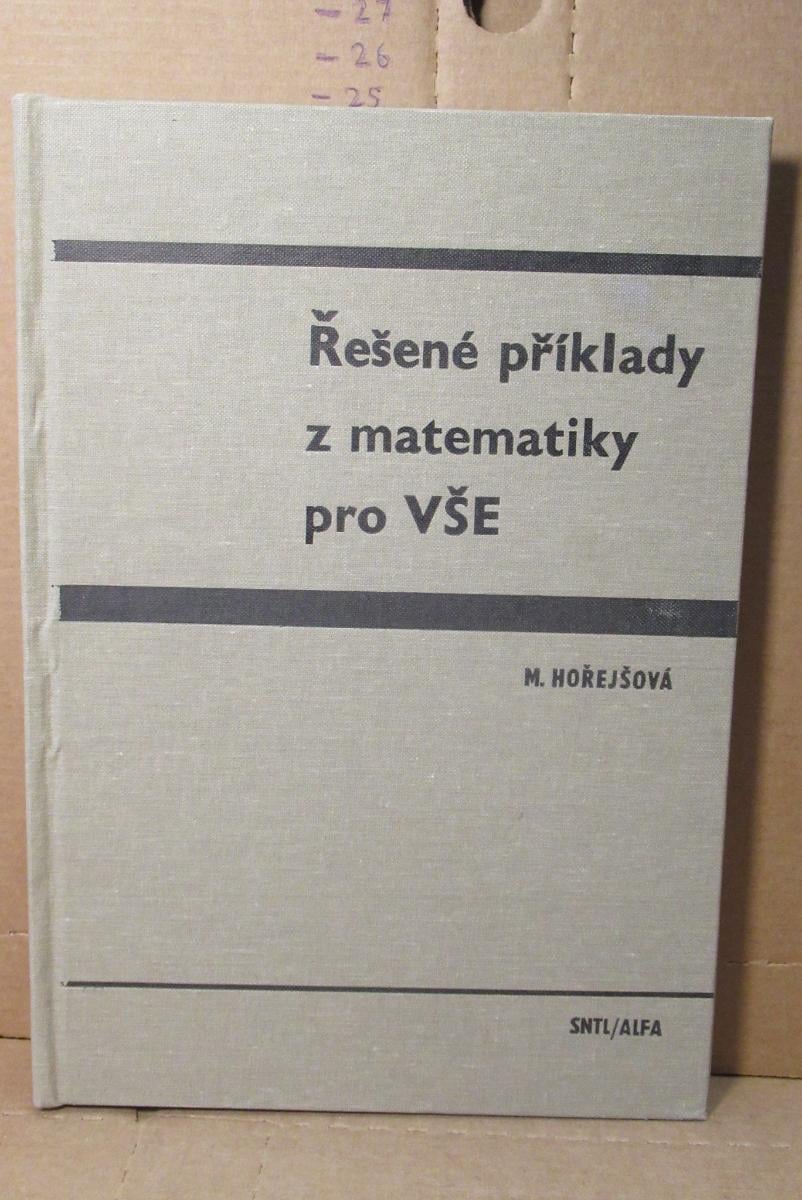 - 27
- 26
- 25
Řešené příklady
z matematiky
pro VŠE
M. HOŘEJŠOVÁ
SNTL/ALFA